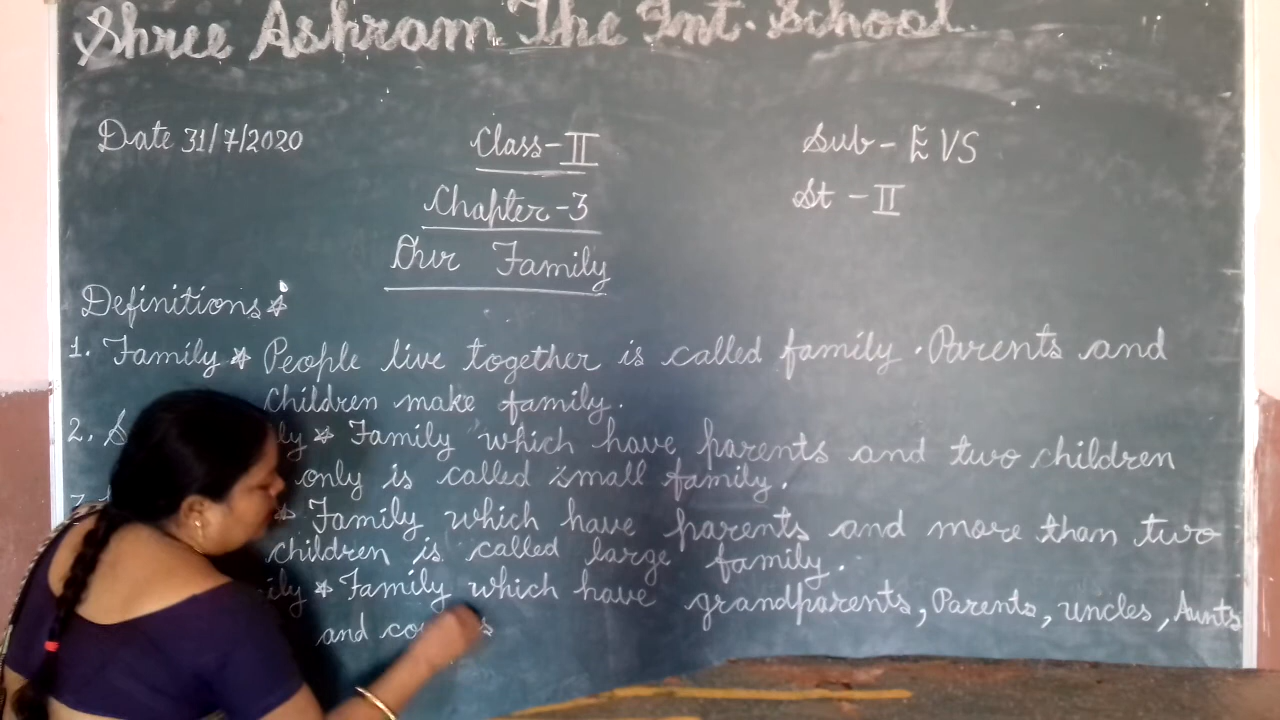 Shree Ashram The Int. School
Date 31/7/2020
Class-II
Sub - EVS
Chapter-3
St - II
Our Family
Definitions
1. Family * People live together is called family. Parents and
children make family.
2. * Family which have parents and two children
only is called small family.
* Family which have parents and more than two
children is called large family.
* Family which have grandparents, Parents, uncles, Aunts
and